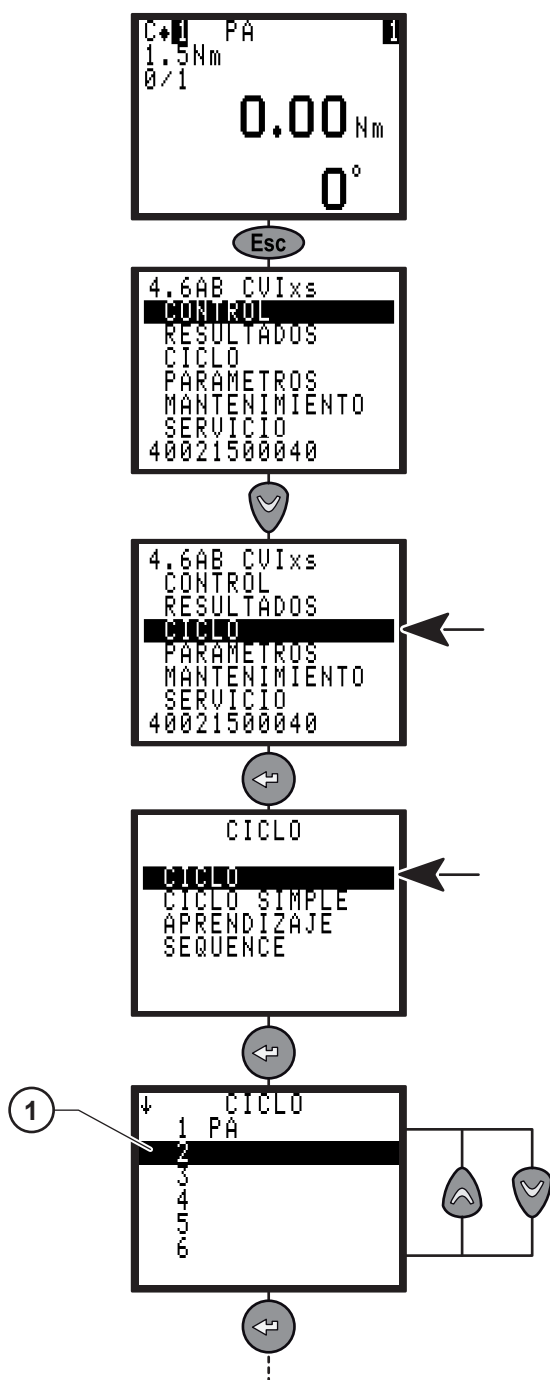 C♦1 PA 1
1.5Nm
0/1
0.00 Nm
0°
Esc
4.6AB CVIxs
CONTROL
RESULTADOS
CICLO
PARAMETROS
MANTENIMIENTO
SERVICIO
40021500040
4.6AB CVIxs
CONTROL
RESULTADOS
CICLO
PARAMETROS
MANTENIMIENTO
SERVICIO
40021500040
CICLO
CICLO
CICLO SIMPLE
APRENDIZAJE
SEQUENCE
1
↓ CICLO
1 PA
2
3
4
5
6